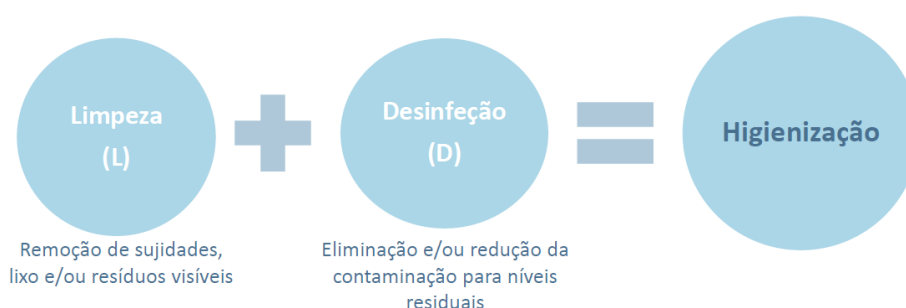 Limpeza
(L)
Desinfeção
(D)
Higienização
Remoção de sujidades,
lixo e/ou resíduos visíveis
Eliminação e/ou redução da
contaminação para níveis
residuais